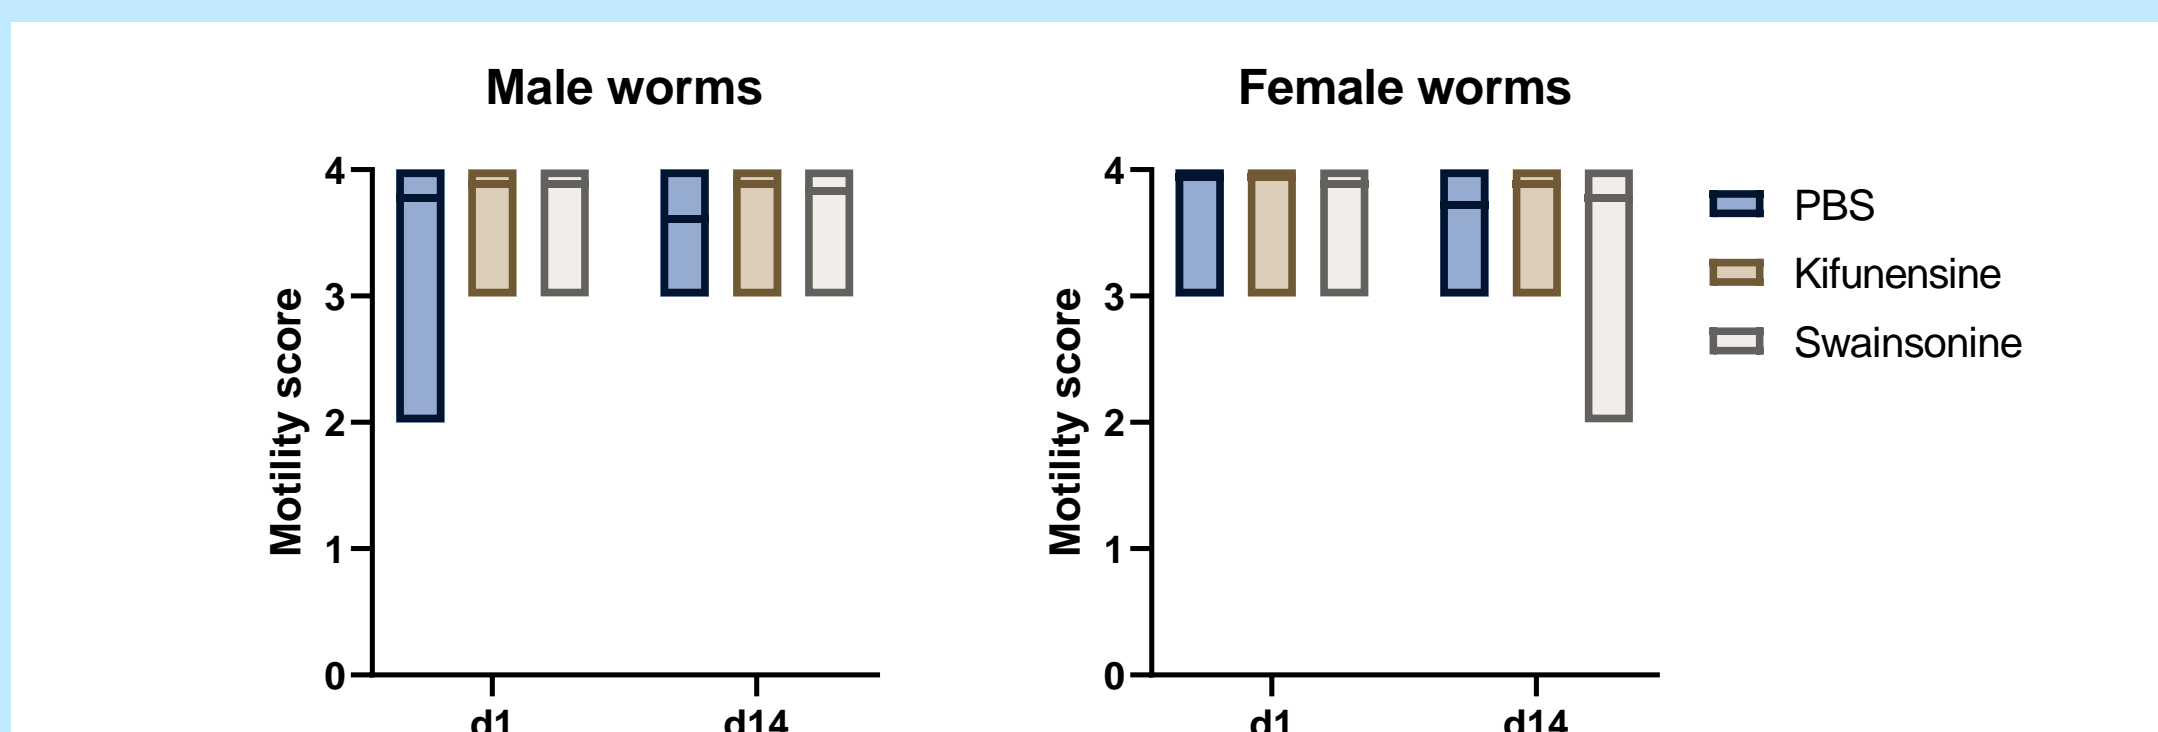 Male worms
Motility score
4
3
2
1
0
d1
d14
Female worms
Motility score
4
3
2
1
0
d1
d14
PBS
Kifunensine
Swainsonine